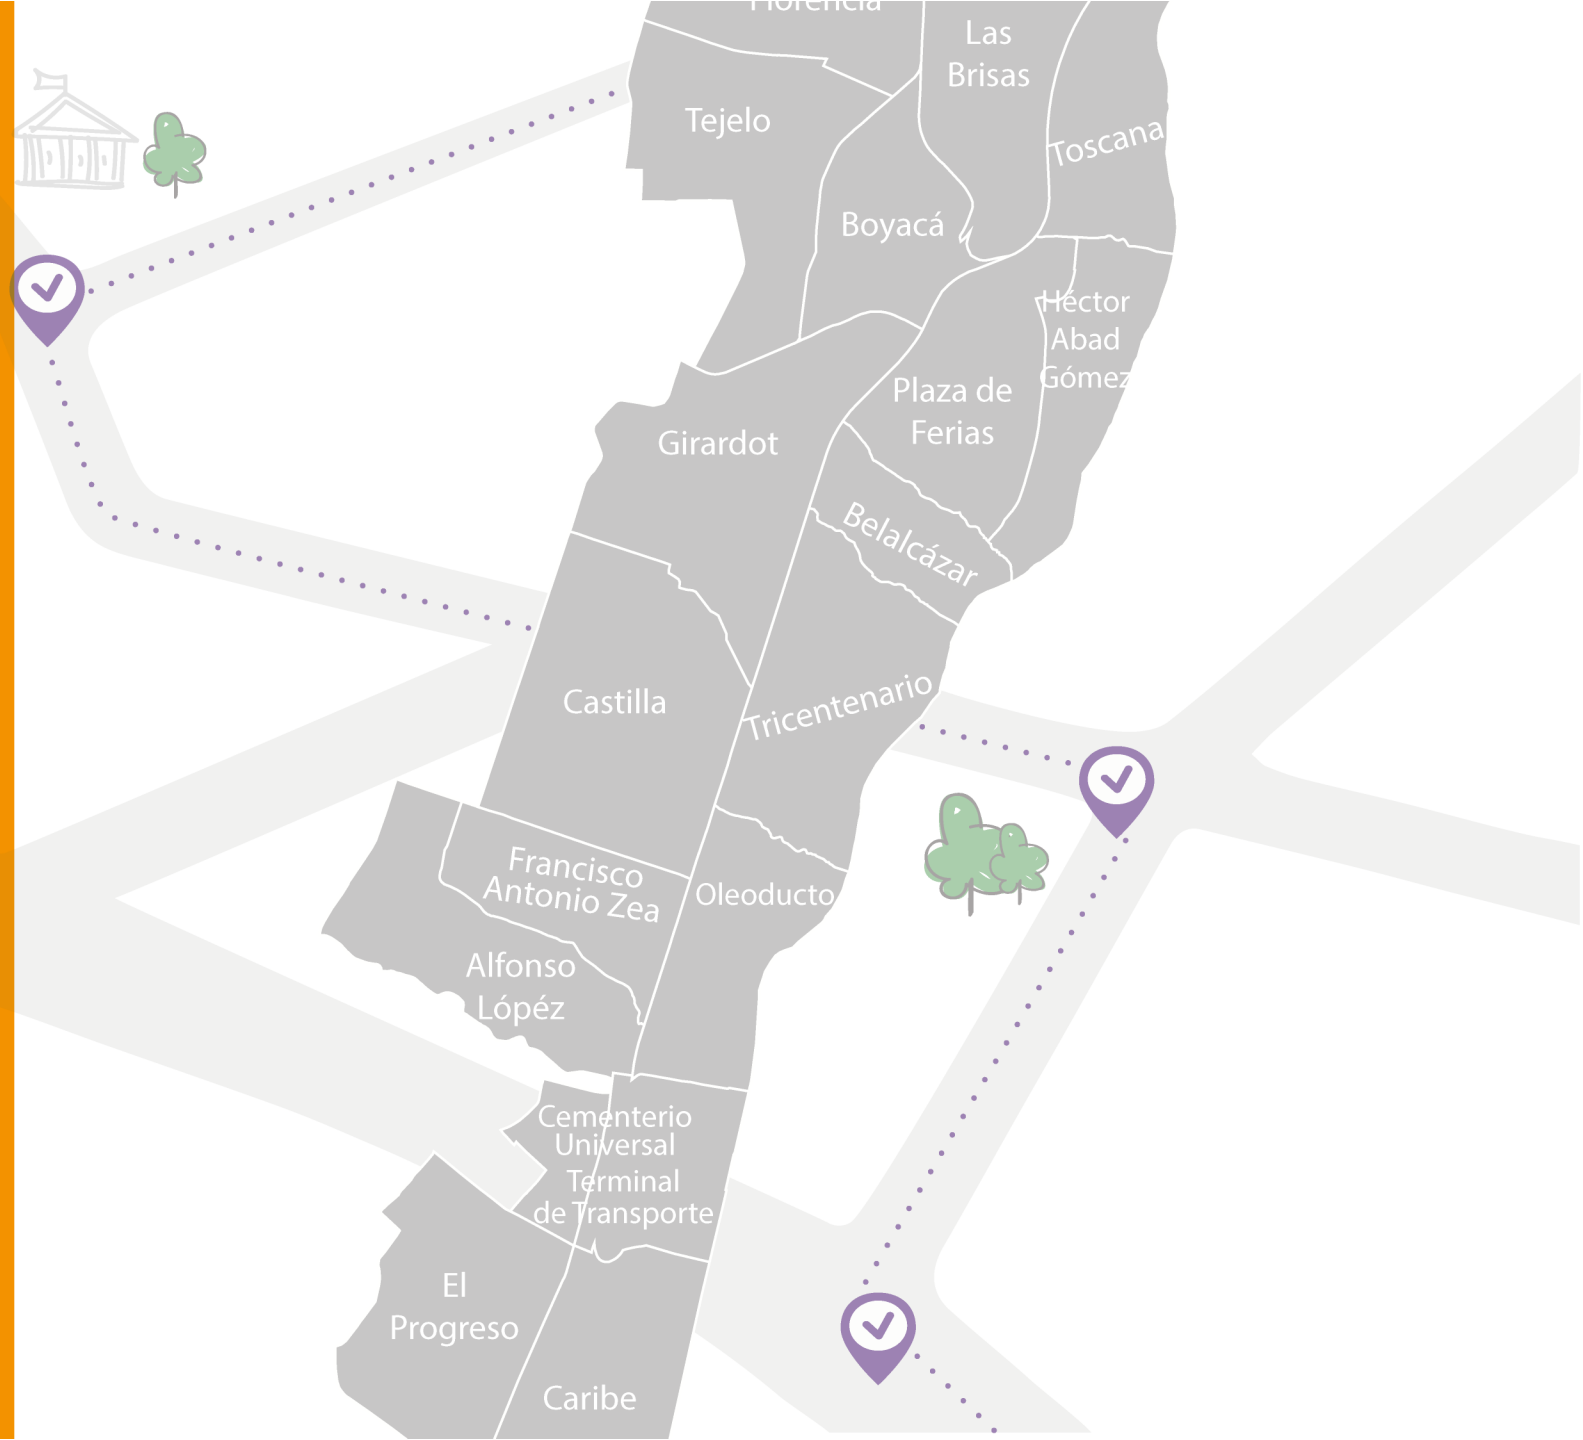 Florencia
Las
Brisas
Tejelo
Toscana
Boyacá
Héctor
Abad
Gómez
Plaza de
Ferias
Girardot
Belalcázar
Castilla
Tricentenario
Francisco
Antonio Zea
Oleoducto
Alfonso
Lópéz
Cementerio
Universal
Terminal
de Transporte
El
Progreso
Caribe